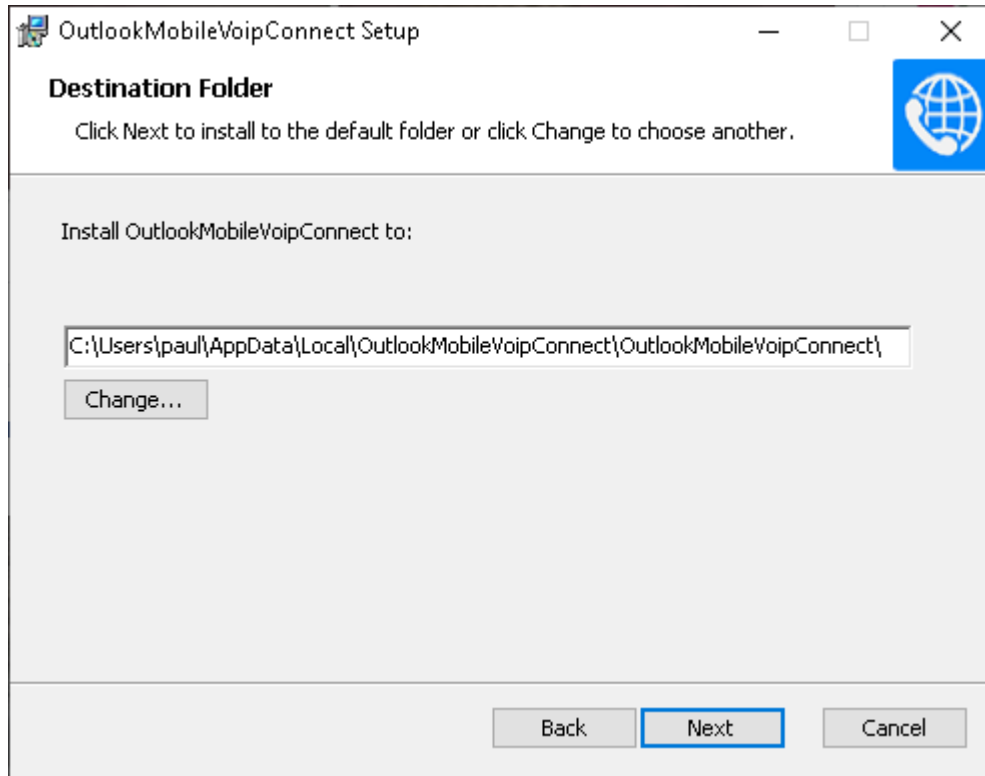 OutlookMobileVoipConnect Setup
Destination Folder
Click Next to install to the default folder or click Change to choose another.
Install OutlookMobileVoipConnect to:
C:\Users\paul\AppData\Local\OutlookMobileVoipConnect\OutlookMobileVoipConnect\
Change...
Back Next Cancel